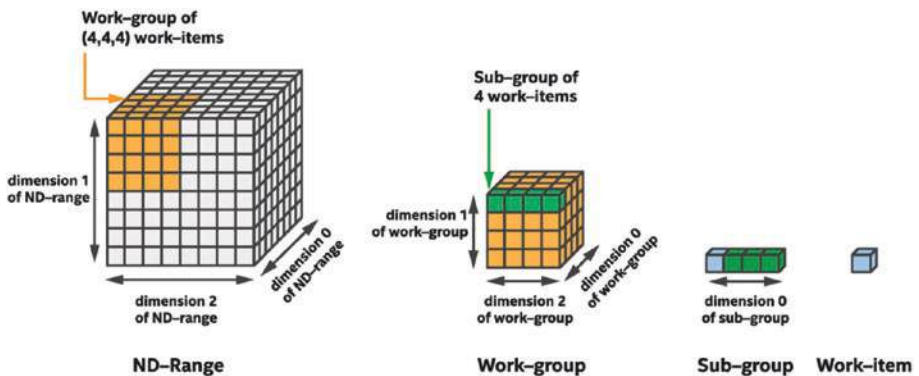 Work–group of
(4,4,4) work–items
dimension 1
of ND–range
dimension 2
of ND–range
dimension 0
of ND–range
ND–Range
Sub–group of
4 work–items
dimension 1
of work–group
dimension 2
of work–group
dimension 0
of work–group
Work–group
dimension 0
of sub–group
Sub–group
Work–item